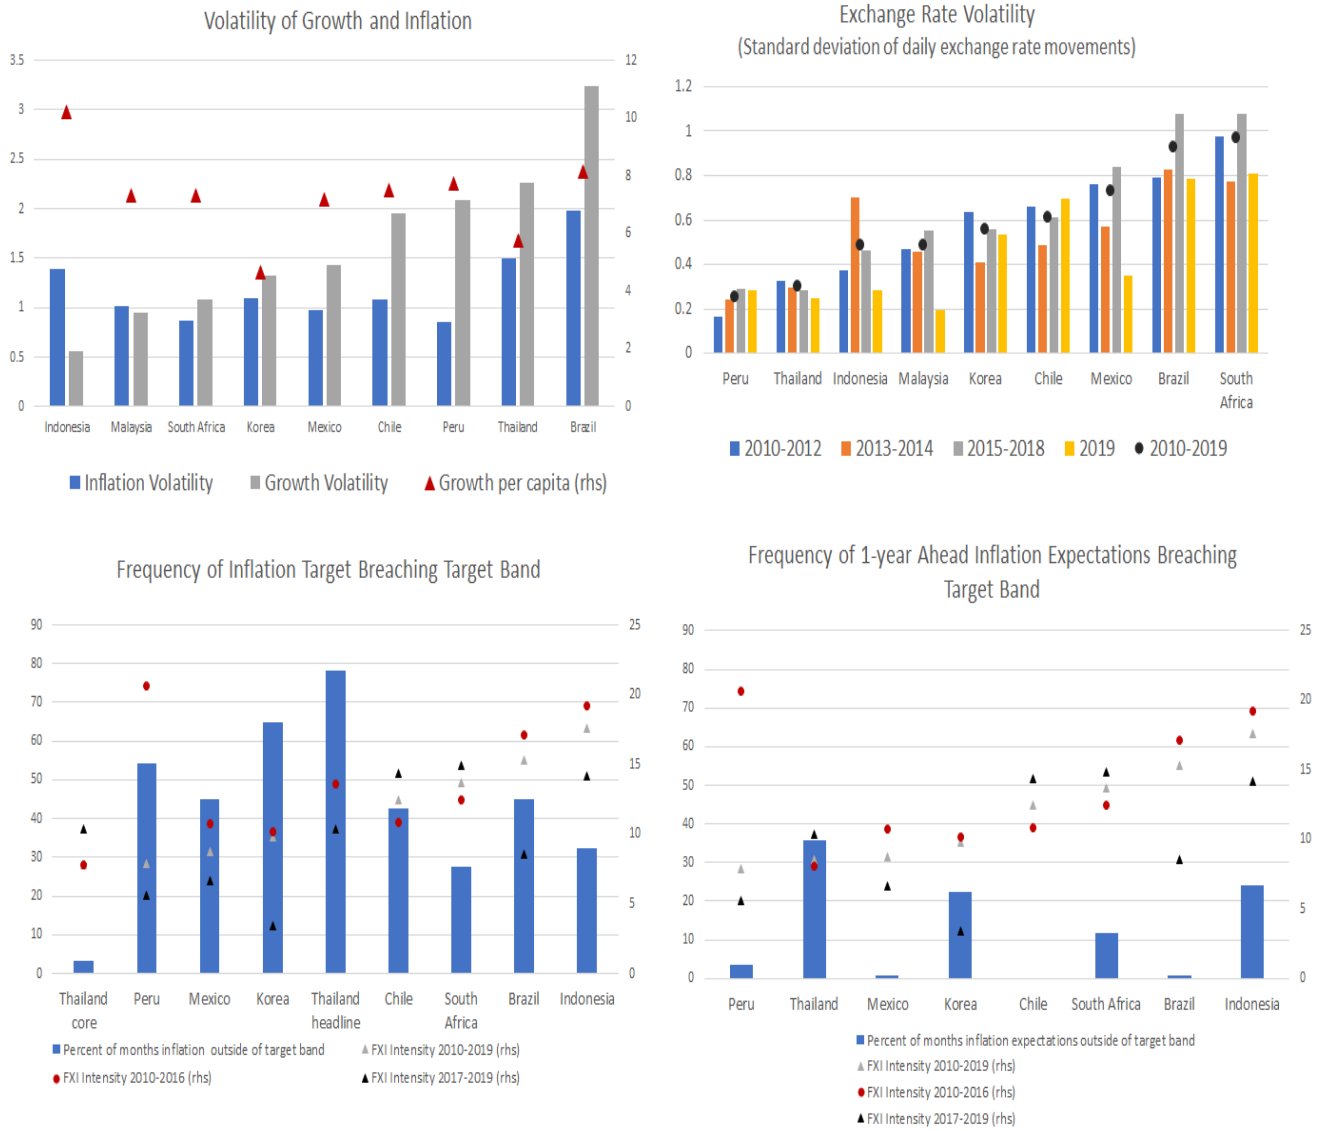 Volatility of Growth and Inflation
3.5
3
2.5
2
1.5
1
0.5
0
12
10
8
6
4
2
0
Indonesia Malaysia South Africa Korea Mexico Chile Peru Thailand Brazil
Inflation Volatility Growth Volatility Growth per capita (rhs)
Exchange Rate Volatility
(Standard deviation of daily exchange rate movements)
1.2
1
0.8
0.6
0.4
0.2
0
Peru Thailand Indonesia Malaysia Korea Chile Mexico Brazil South
Africa
2010-2012 2013-2014 2015-2018 2019 2010-2019
Frequency of Inflation Target Breaching Target Band
90
80
70
60
50
40
30
20
10
0
25
20
15
10
5
0
Thailand Peru Mexico Korea Thailand Chile South Brazil Indonesia
core headline Africa
Percent of months inflation outside of target band FXI Intensity 2010-2019 (rhs)
FXI Intensity 2010-2016 (rhs) FXI Intensity 2017-2019 (rhs)
Frequency of 1-year Ahead Inflation Expectations Breaching
Target Band
90
80
70
60
50
40
30
20
10
0
25
20
15
10
5
0
Peru Thailand Mexico Korea Chile South Africa Brazil Indonesia
Percent of months inflation expectations outside of target band
FXI Intensity 2010-2019 (rhs)
FXI Intensity 2010-2016 (rhs)
FXI Intensity 2017-2019 (rhs)